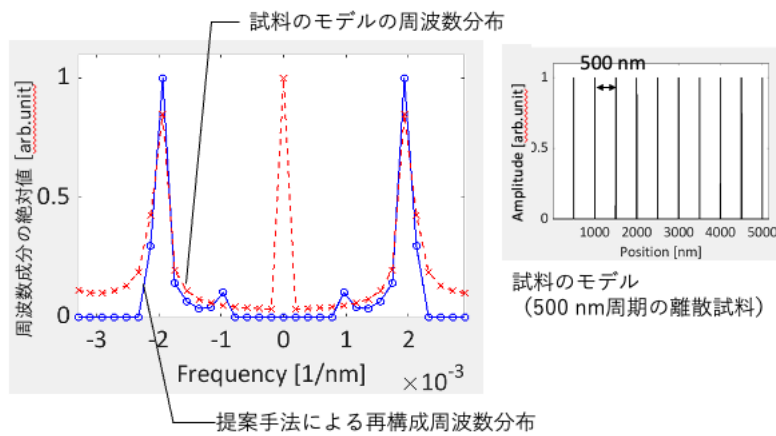 試料のモデルの周波数分布
周波数成分の絶対値 [arb.unit]
1
0.5
0
-3
-2
-1
0
1
2
Frequency [1/nm]
×10⁻³
提案手法による再構成周波数分布
500 nm
Amplitude [arb.unit]
1
0.5
0
1000 2000 3000 4000 5000
Position [nm]
試料のモデル
（500 nm周期の離散試料）